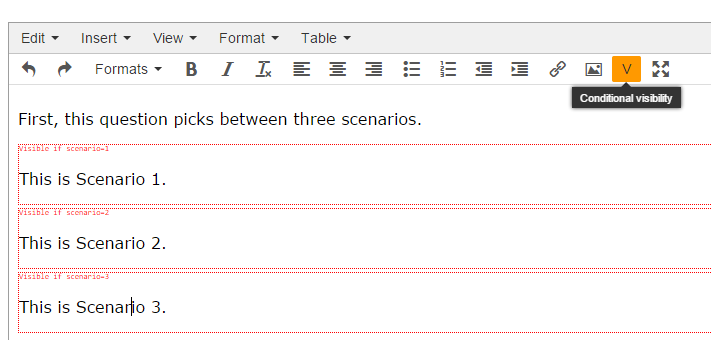 Edit Insert View Format Table
Formats B I Tx V
Conditional visibility
First, this question picks between three scenarios.
Visible if scenario=1
This is Scenario 1.
Visible if scenario=2
This is Scenario 2.
Visible if scenario=3
This is Scenario 3.